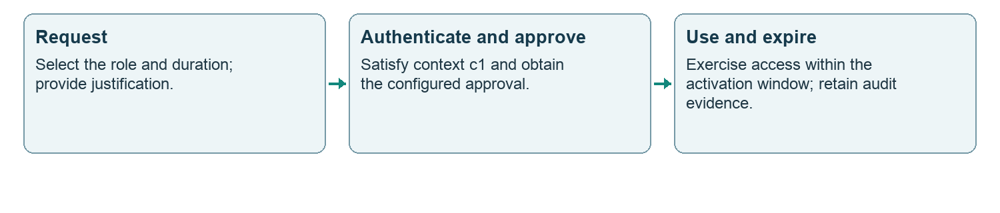 Request
Select the role and duration;
provide justification.
Authenticate and approve
Satisfy context c1 and obtain
the configured approval.
Use and expire
Exercise access within the
activation window; retain audit
evidence.